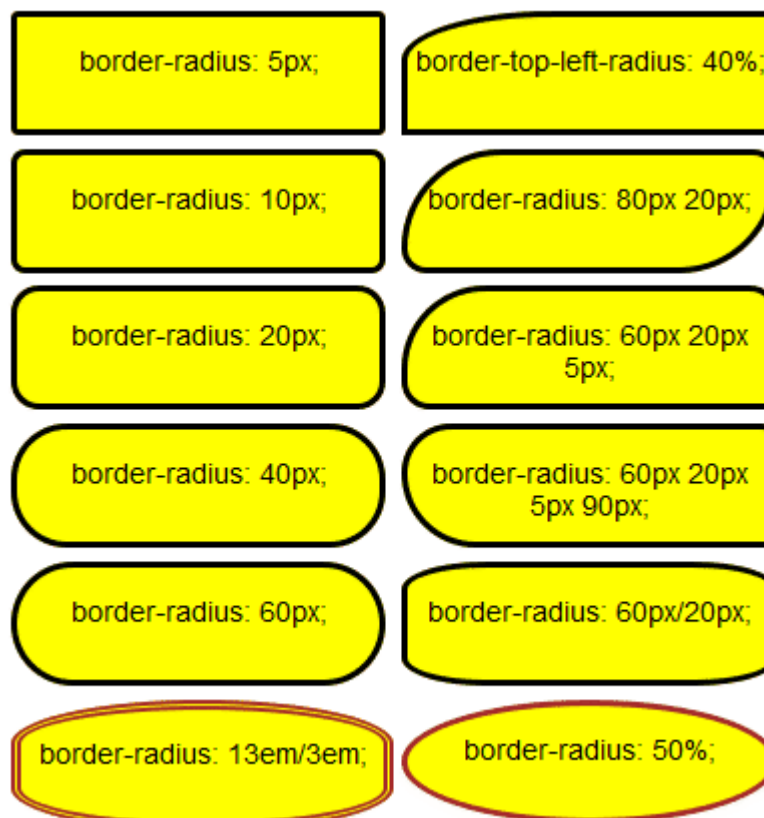 border-radius: 5px;
border-top-left-radius: 40%;
border-radius: 10px;
border-radius: 80px 20px;
border-radius: 20px;
border-radius: 60px 20px
5px;
border-radius: 40px;
border-radius: 60px 20px
5px 90px;
border-radius: 60px;
border-radius: 60px/20px;
border-radius: 13em/3em;
border-radius: 50%;